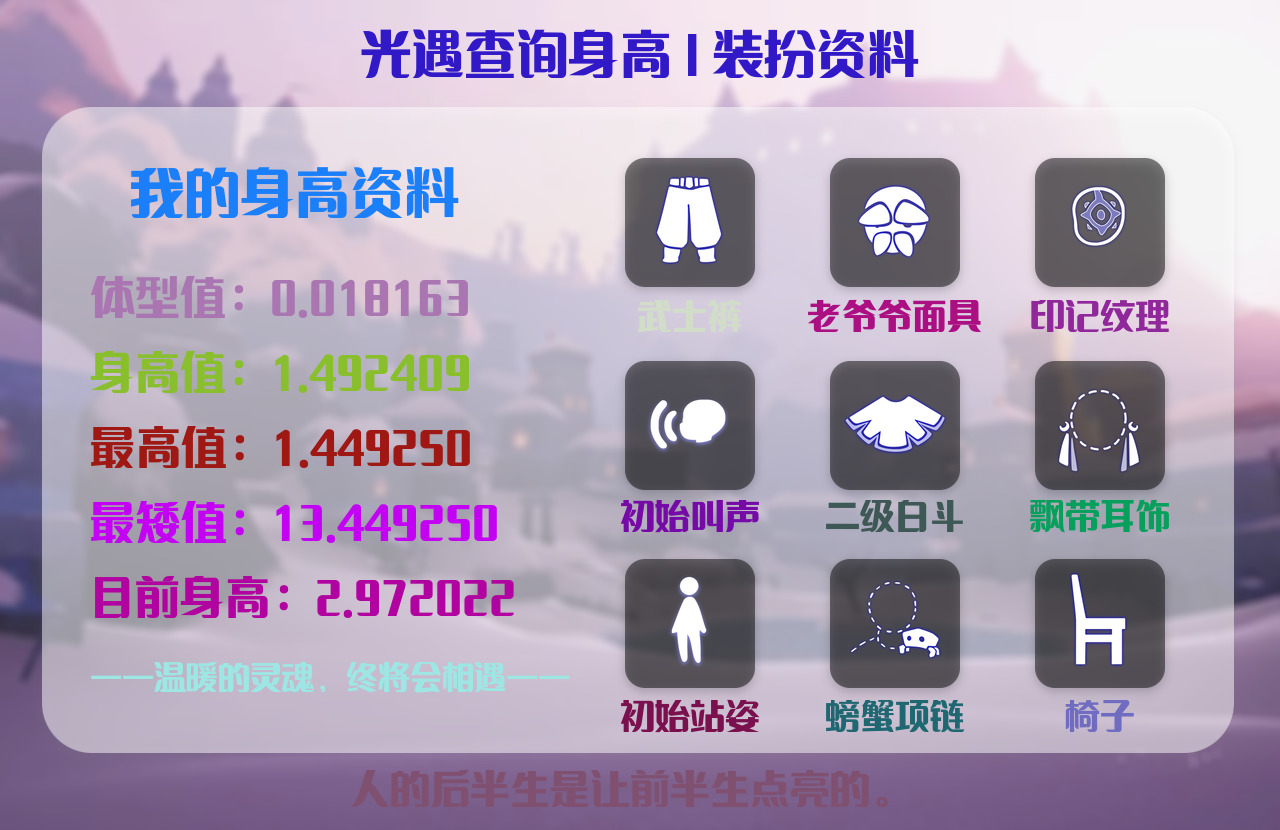 光遇查询身高 | 装扮资料
我的身高资料
体型值：0.018163
身高值：1.492409
最高值：1.449250
最矮值：13.449250
目前身高：2.972022
——温暖的灵魂、终将会相遇——
武士裤
老爷爷面具
印记纹理
初始叫声
二级白斗
飘带耳饰
初始站姿
螃蟹项链
椅子
人的后半生是让前半生点亮的。